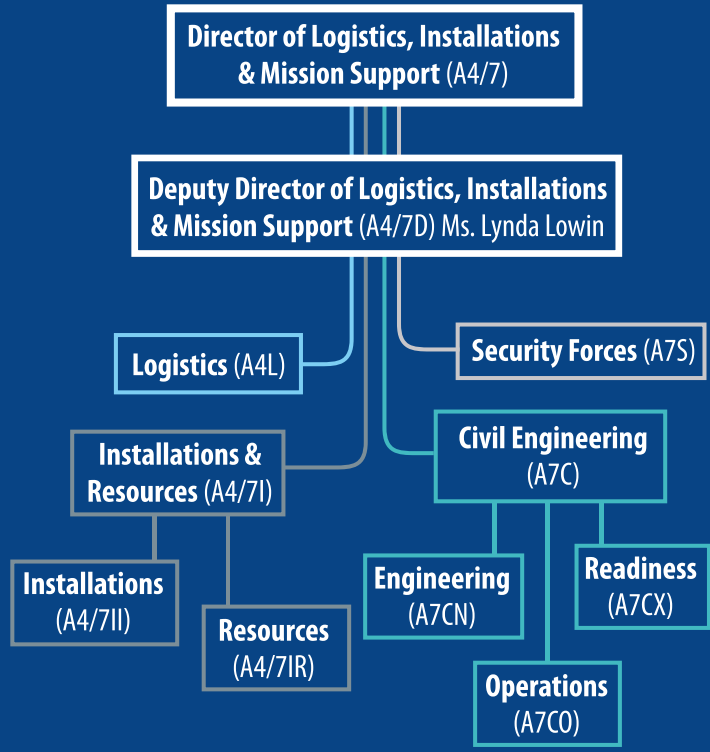 Director of Logistics, Installations
& Mission Support (A4/7)
Deputy Director of Logistics, Installations
& Mission Support (A4/7D) Ms. Lynda Lowin
Logistics (A4L)
Security Forces (A7S)
Installations &
Resources (A4/7I)
Civil Engineering
(A7C)
Installations
(A4/7II)
Resources
(A4/7IR)
Engineering
(A7CN)
Operations
(A7CO)
Readiness
(A7CX)